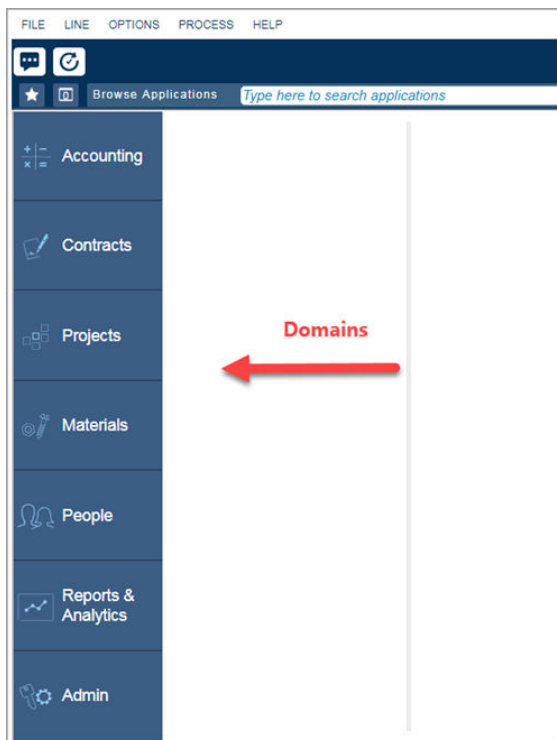 FILE LINE OPTIONS PROCESS HELP
Browse Applications Type here to search applications
Accounting
Contracts
Projects
Domains
Materials
People
Reports &
Analytics
Admin